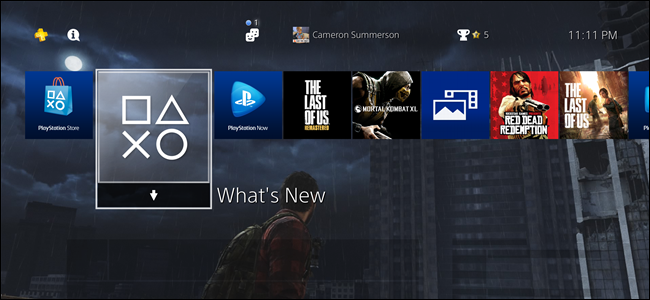 1
Cameron Summerson
5
11:11 PM
PlayStation Store
PlayStation Now
THE LAST OF US
REMASTERED
MORTAL KOMBAT XL
RED DEAD REDEMPTION
THE LAST OF US
What's New